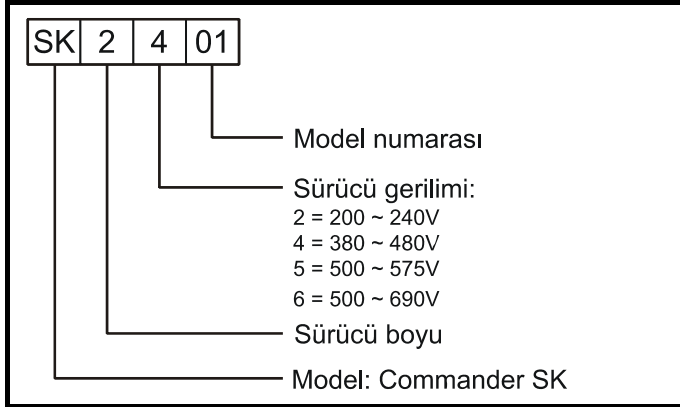 SK 2 4 01
Model numarası
Sürücü gerilimi:
2 = 200 ~ 240V
4 = 380 ~ 480V
5 = 500 ~ 575V
6 = 500 ~ 690V
Sürücü boyu
Model: Commander SK